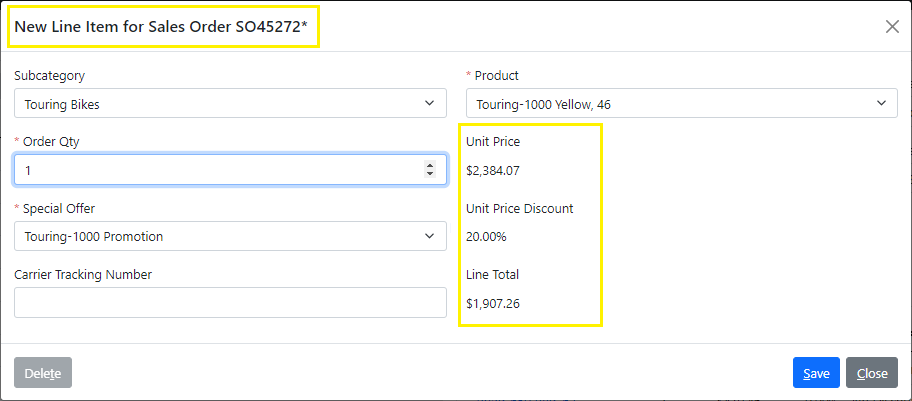 New Line Item for Sales Order SO45272*
Subcategory
Touring Bikes
* Product
Touring-1000 Yellow, 46
* Order Qty
1
Unit Price
$2,384.07
* Special Offer
Touring-1000 Promotion
Unit Price Discount
20.00%
Carrier Tracking Number
Line Total
$1,907.26
Delete
Save
Close